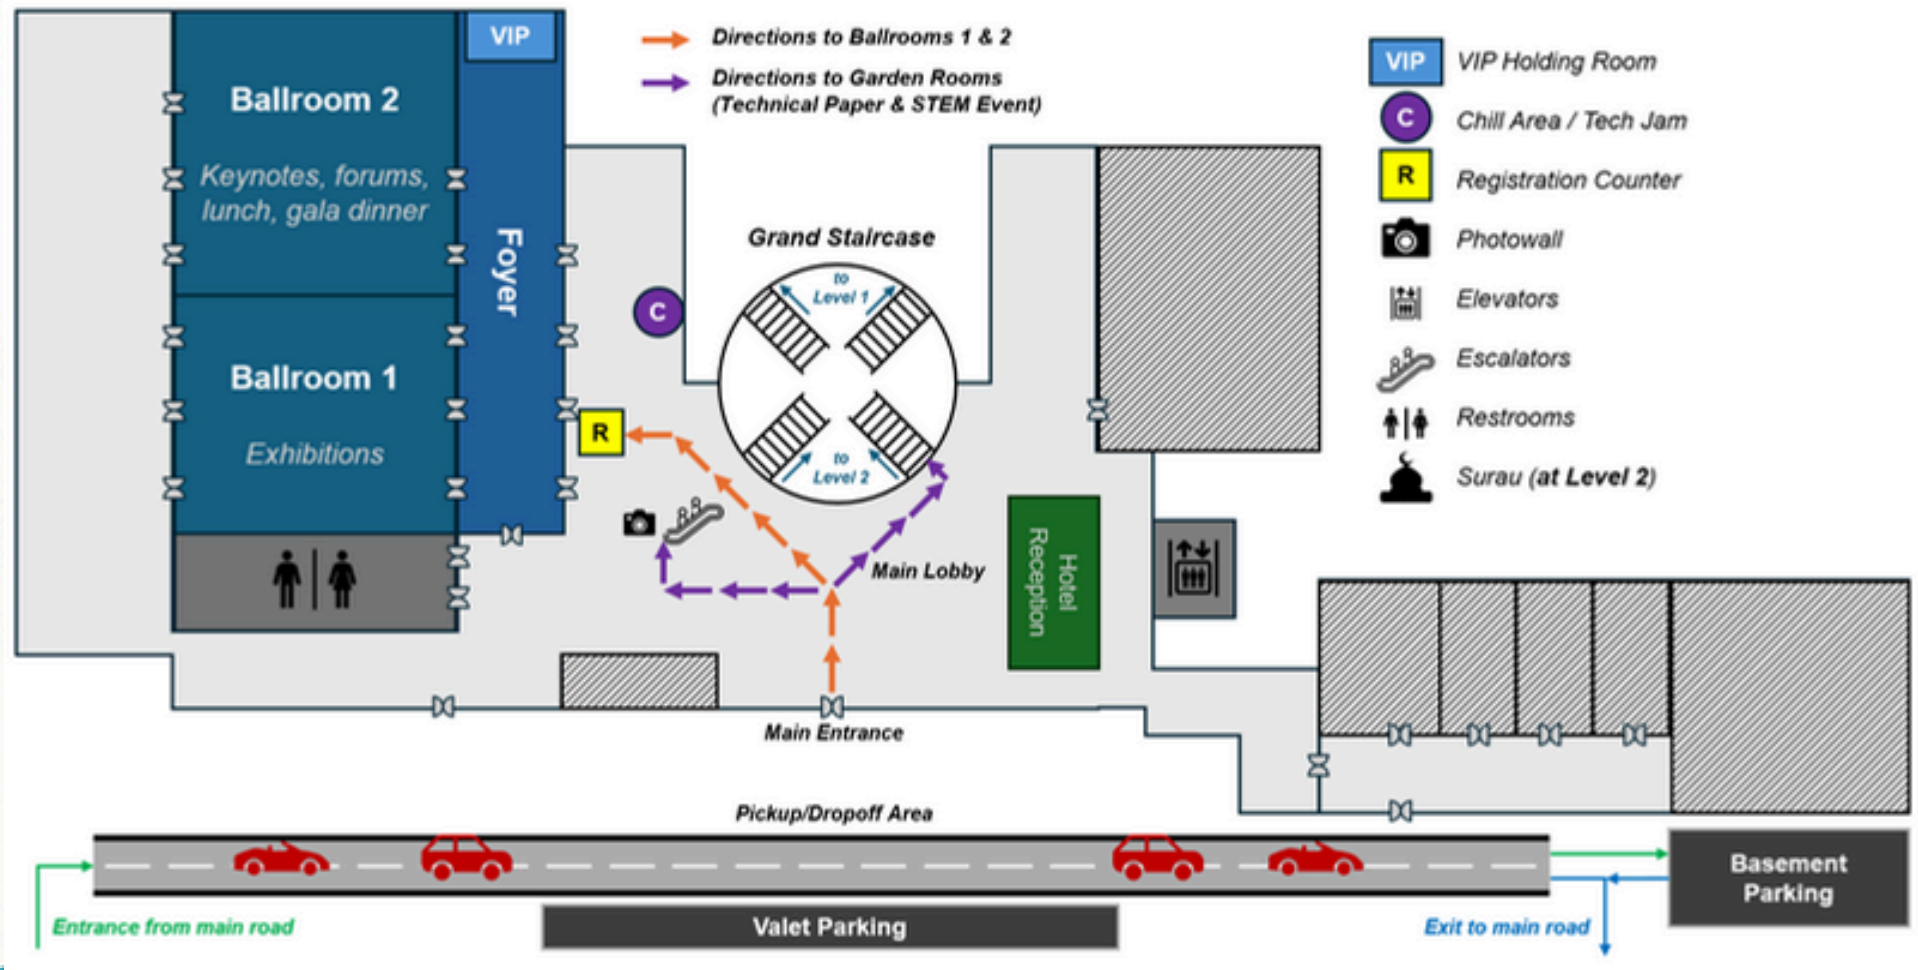 VIP
Ballroom 2
Keynotes, forums,
lunch, gala dinner
Foyer
Ballroom 1
Exhibitions
Directions to Ballrooms 1 & 2
Directions to Garden Rooms
(Technical Paper & STEM Event)
Grand Staircase
to
Level 1
to
Level 2
C
R
Main Lobby
Hotel
Reception
Main Entrance
VIP
VIP Holding Room
C
Chill Area / Tech Jam
R
Registration Counter
Photowall
Elevators
Escalators
Restrooms
Surau (at Level 2)
Pickup/Dropoff Area
Entrance from main road
Valet Parking
Exit to main road
Basement
Parking